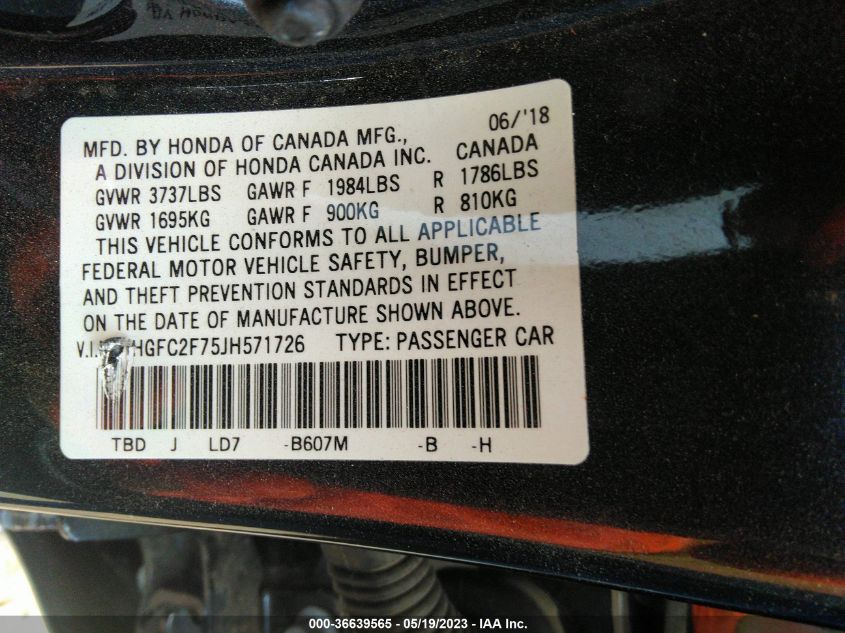 06/'18
MFD. BY HONDA OF CANADA MFG.,
A DIVISION OF HONDA CANADA INC. CANADA
GVWR 3737LBS GAWR F 1984LBS R 1786LBS
GVWR 1695KG GAWR F 900KG R 810KG
THIS VEHICLE CONFORMS TO ALL APPLICABLE
FEDERAL MOTOR VEHICLE SAFETY, BUMPER,
AND THEFT PREVENTION STANDARDS IN EFFECT
ON THE DATE OF MANUFACTURE SHOWN ABOVE.
V.I. HGFC2F75JH571726 TYPE: PASSENGER CAR
TBD J LD7 -B607M -B -H
000-36639565 - 05/19/2023 - IAA Inc.